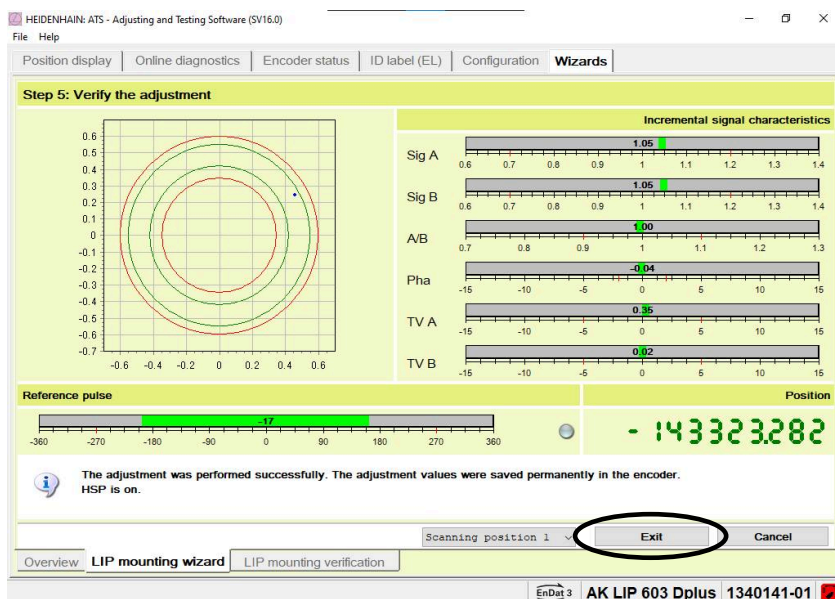 HEIDENHAIN: ATS - Adjusting and Testing Software (SV16.0)
File Help
Position display Online diagnostics Encoder status ID label (EL) Configuration Wizards
Step 5: Verify the adjustment
Incremental signal characteristics
0.6
0.5
0.4
0.3
0.2
0.1
0
-0.1
-0.2
-0.3
-0.4
-0.5
-0.6
-0.7
-0.6 -0.4 -0.2 0 0.2 0.4 0.6
Sig A
1.05
0.6 0.7 0.8 0.9 1 1.1 1.2 1.3 1.4
Sig B
1.05
0.6 0.7 0.8 0.9 1 1.1 1.2 1.3 1.4
A/B
1.00
0.7 0.8 0.9 1 1.1 1.2 1.3
Pha
-0.04
-15 -10 -5 0 5 10 15
TV A
0.35
-15 -10 -5 0 5 10 15
TV B
0.02
-15 -10 -5 0 5 10 15
Reference pulse
-17
-360 -270 -180 -90 0 90 180 270 360
Position
-143323.282
The adjustment was performed successfully. The adjustment values were saved permanently in the encoder.
HSP is on.
Scanning position 1 Exit Cancel
Overview LIP mounting wizard LIP mounting verification
EnDat 3 AK LIP 603 Dplus 1340141-01